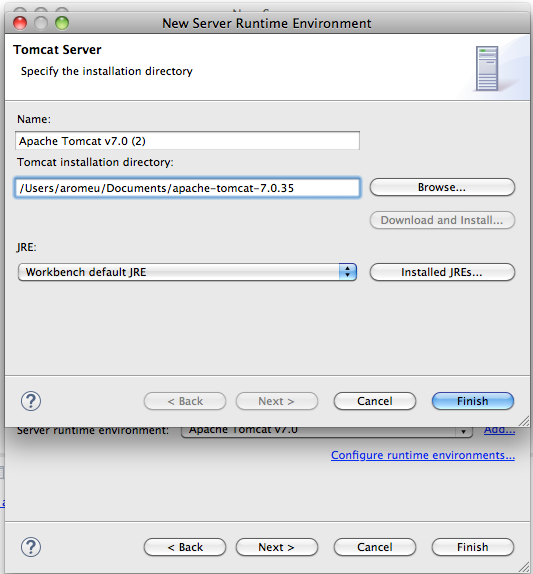 New Server Runtime Environment
Tomcat Server
Specify the installation directory
Name:
Apache Tomcat v7.0 (2)
Tomcat installation directory:
/Users/aromeu/Documents/apache-tomcat-7.0.35
Browse...
Download and Install...
JRE:
Workbench default JRE
Installed JREs...
?
< Back
Next >
Cancel
Finish
Server runtime environment:
Apache Tomcat v7.0
Add...
Configure runtime environments...
?
< Back
Next >
Cancel
Finish